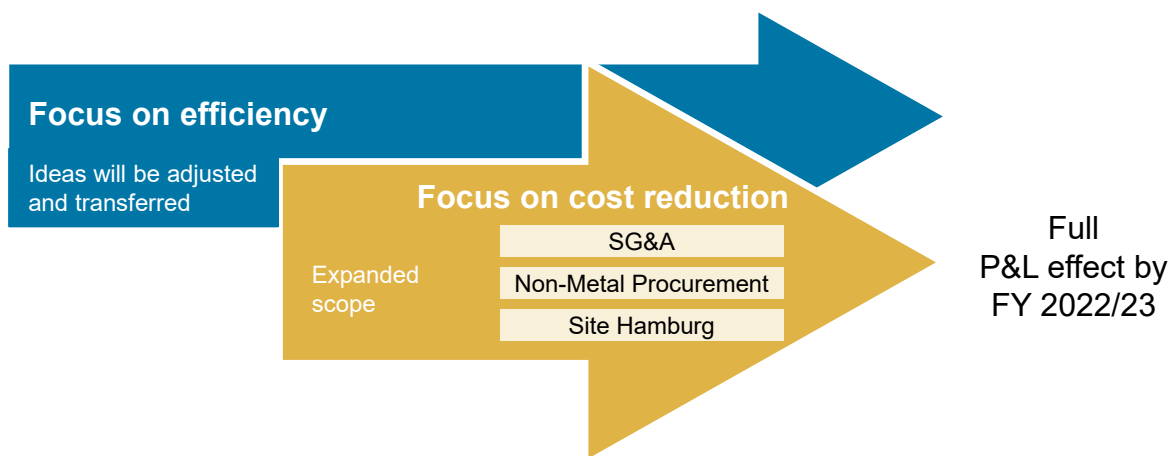 Focus on efficiency
Ideas will be adjusted
and transferred
Focus on cost reduction
Expanded
scope
SG&A
Non-Metal Procurement
Site Hamburg
Full
P&L effect by
FY 2022/23